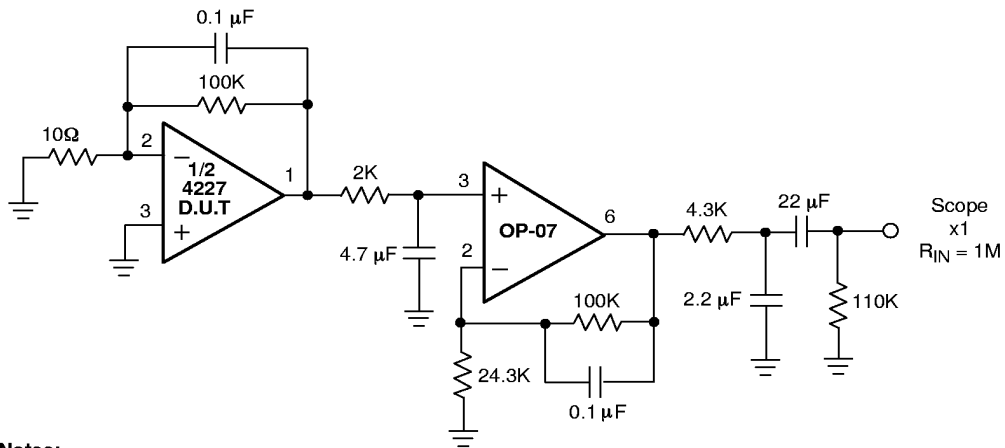 0.1 µF
100K
10Ω
2
−
1/2
4227
D.U.T
1
3
+
2K
4.7 µF
3
+
OP-07
6
2
−
100K
24.3K
0.1 µF
4.3K
22 µF
2.2 µF
110K
Scope
x1
RIN = 1M
Notes: